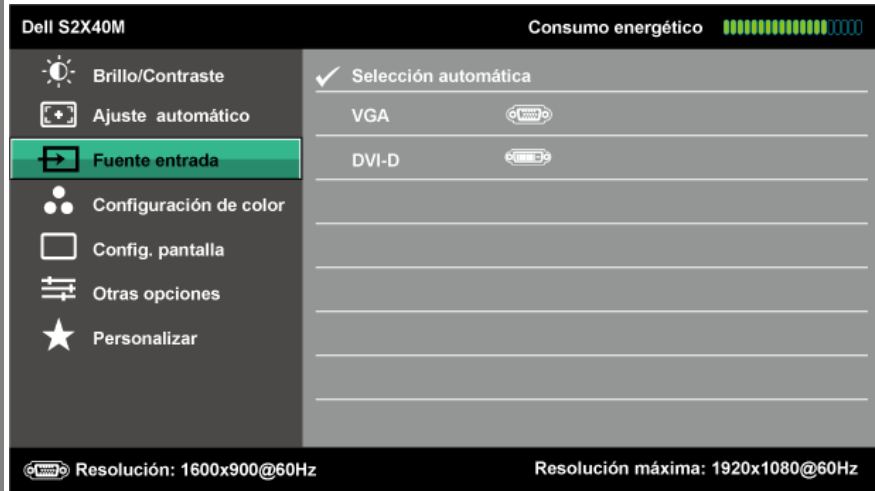 Dell S2X40M
Consumo energético
Brillo/Contraste
Ajuste automático
Fuente entrada
Configuración de color
Config. pantalla
Otras opciones
Personalizar
Selección automática
VGA
DVI-D
Resolución: 1600x900@60Hz
Resolución máxima: 1920x1080@60Hz